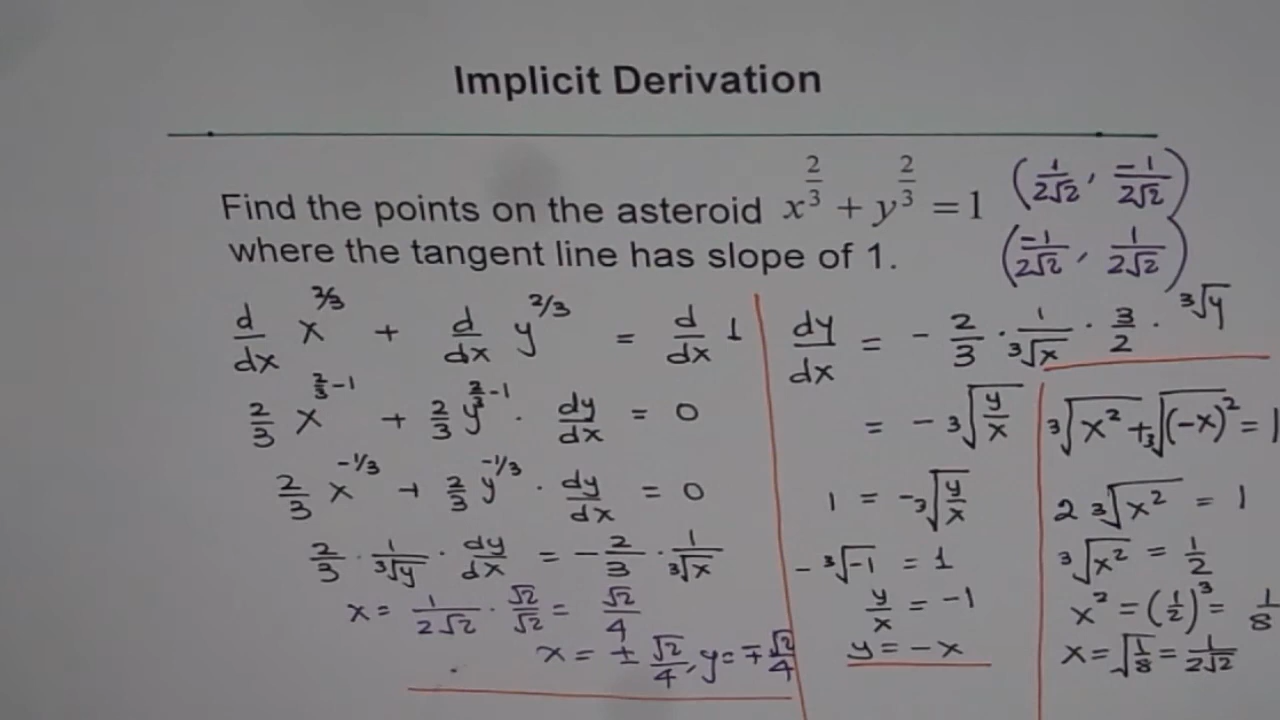 Implicit Derivation
Find the points on the asteroid x^(2/3) + y^(2/3) = 1
where the tangent line has slope of 1.
(1/(2√2), -1/(2√2))
(-1/(2√2), 1/(2√2))
d/dx x^(2/3) + d/dx y^(2/3) = d/dx 1
2/3 x^(2/3 - 1) + 2/3 y^(2/3 - 1) · dy/dx = 0
2/3 x^(-1/3) + 2/3 y^(-1/3) · dy/dx = 0
2/3 · 1/∛y · dy/dx = - 2/3 · 1/∛x
x = 1/(2√2) · √2/√2 = √2/4
x = ± √2/4, y = ∓ √2/4
dy/dx = - 2/3 · 1/∛x · 3/2 · ∛y
= - ∛(y/x)
1 = - ∛(y/x)
- ∛-1 = 1
y/x = -1
y = -x
∛(x²) + ∛((-x)²) = 1
2 ∛(x²) = 1
∛(x²) = 1/2
x² = (1/2)³ = 1/8
x = √(1/8) = 1/(2√2)